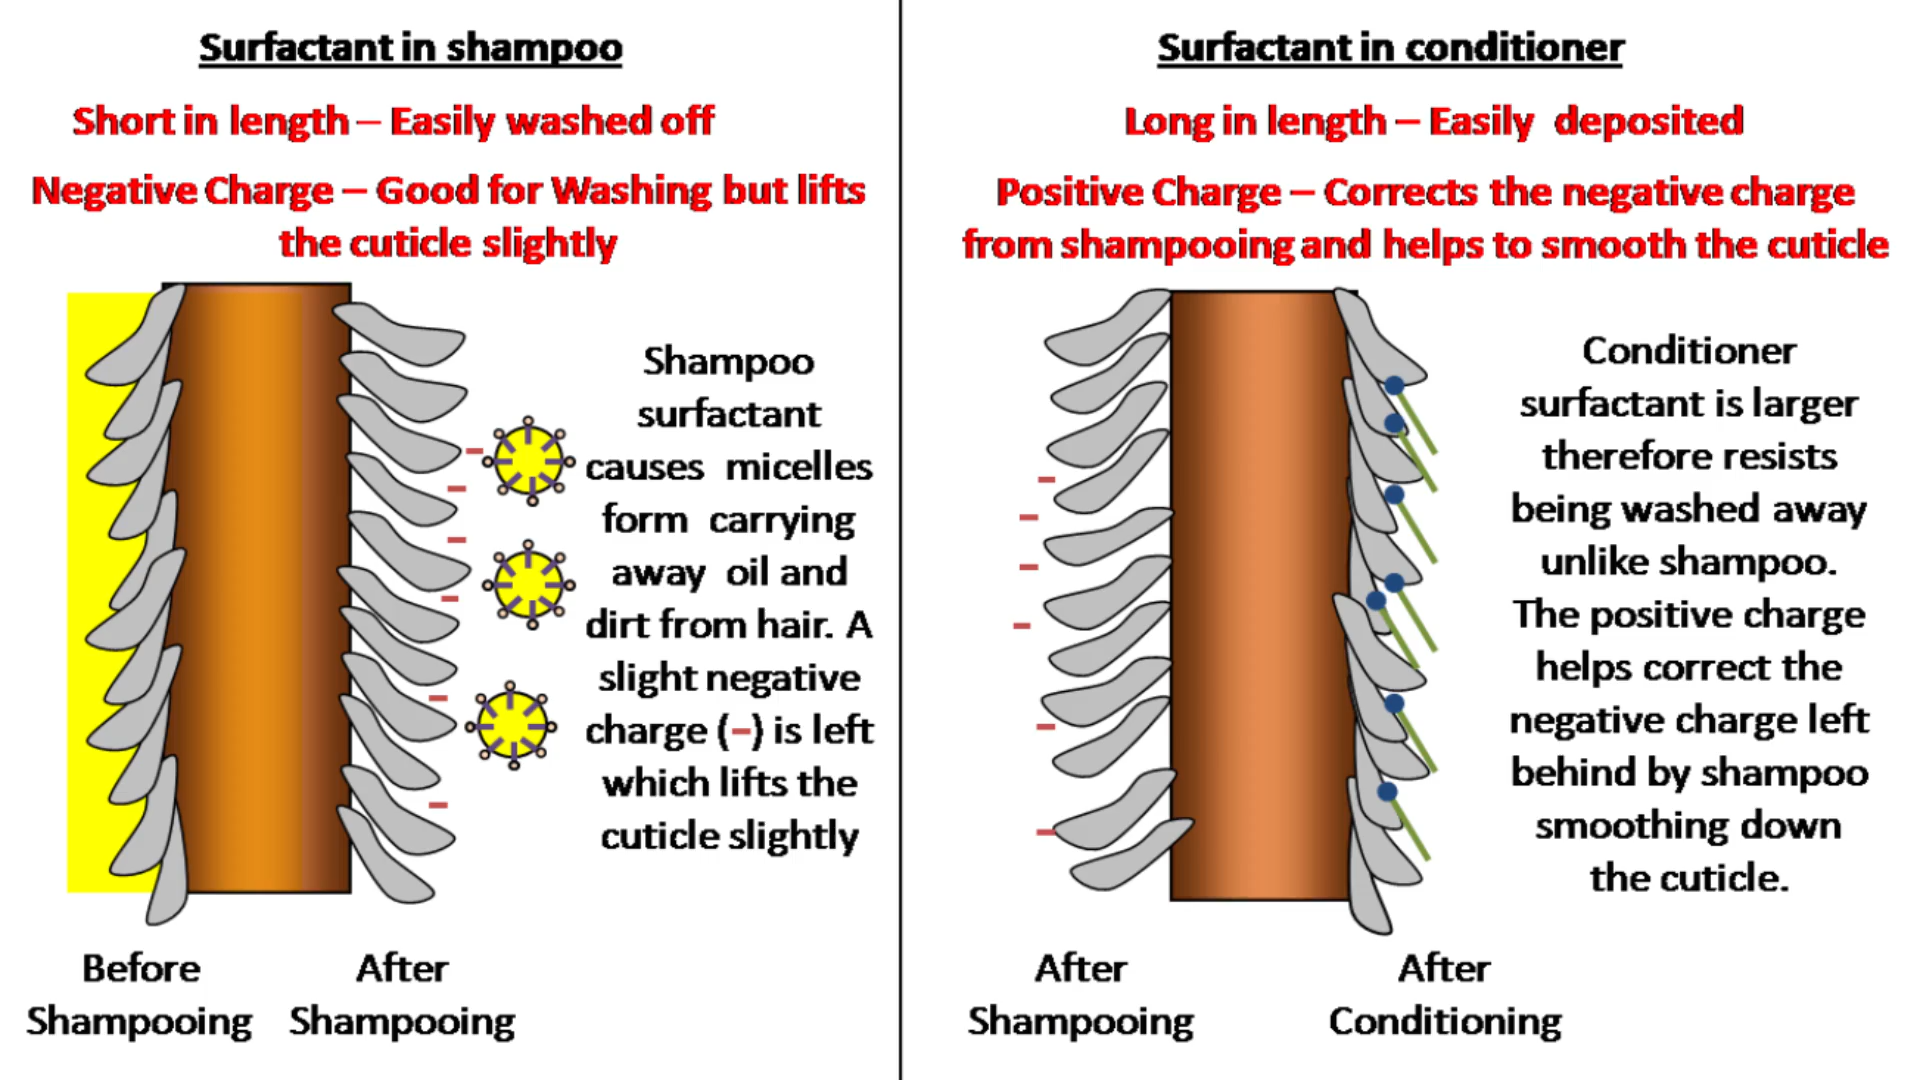 Surfactant in shampoo
Short in length – Easily washed off
Negative Charge – Good for Washing but lifts
the cuticle slightly
Shampoo
surfactant
causes micelles
form carrying
away oil and
dirt from hair. A
slight negative
charge (-) is left
which lifts the
cuticle slightly
Before
Shampooing
After
Shampooing
Surfactant in conditioner
Long in length – Easily deposited
Positive Charge – Corrects the negative charge
from shampooing and helps to smooth the cuticle
Conditioner
surfactant is larger
therefore resists
being washed away
unlike shampoo.
The positive charge
helps correct the
negative charge left
behind by shampoo
smoothing down
the cuticle.
After
Shampooing
After
Conditioning